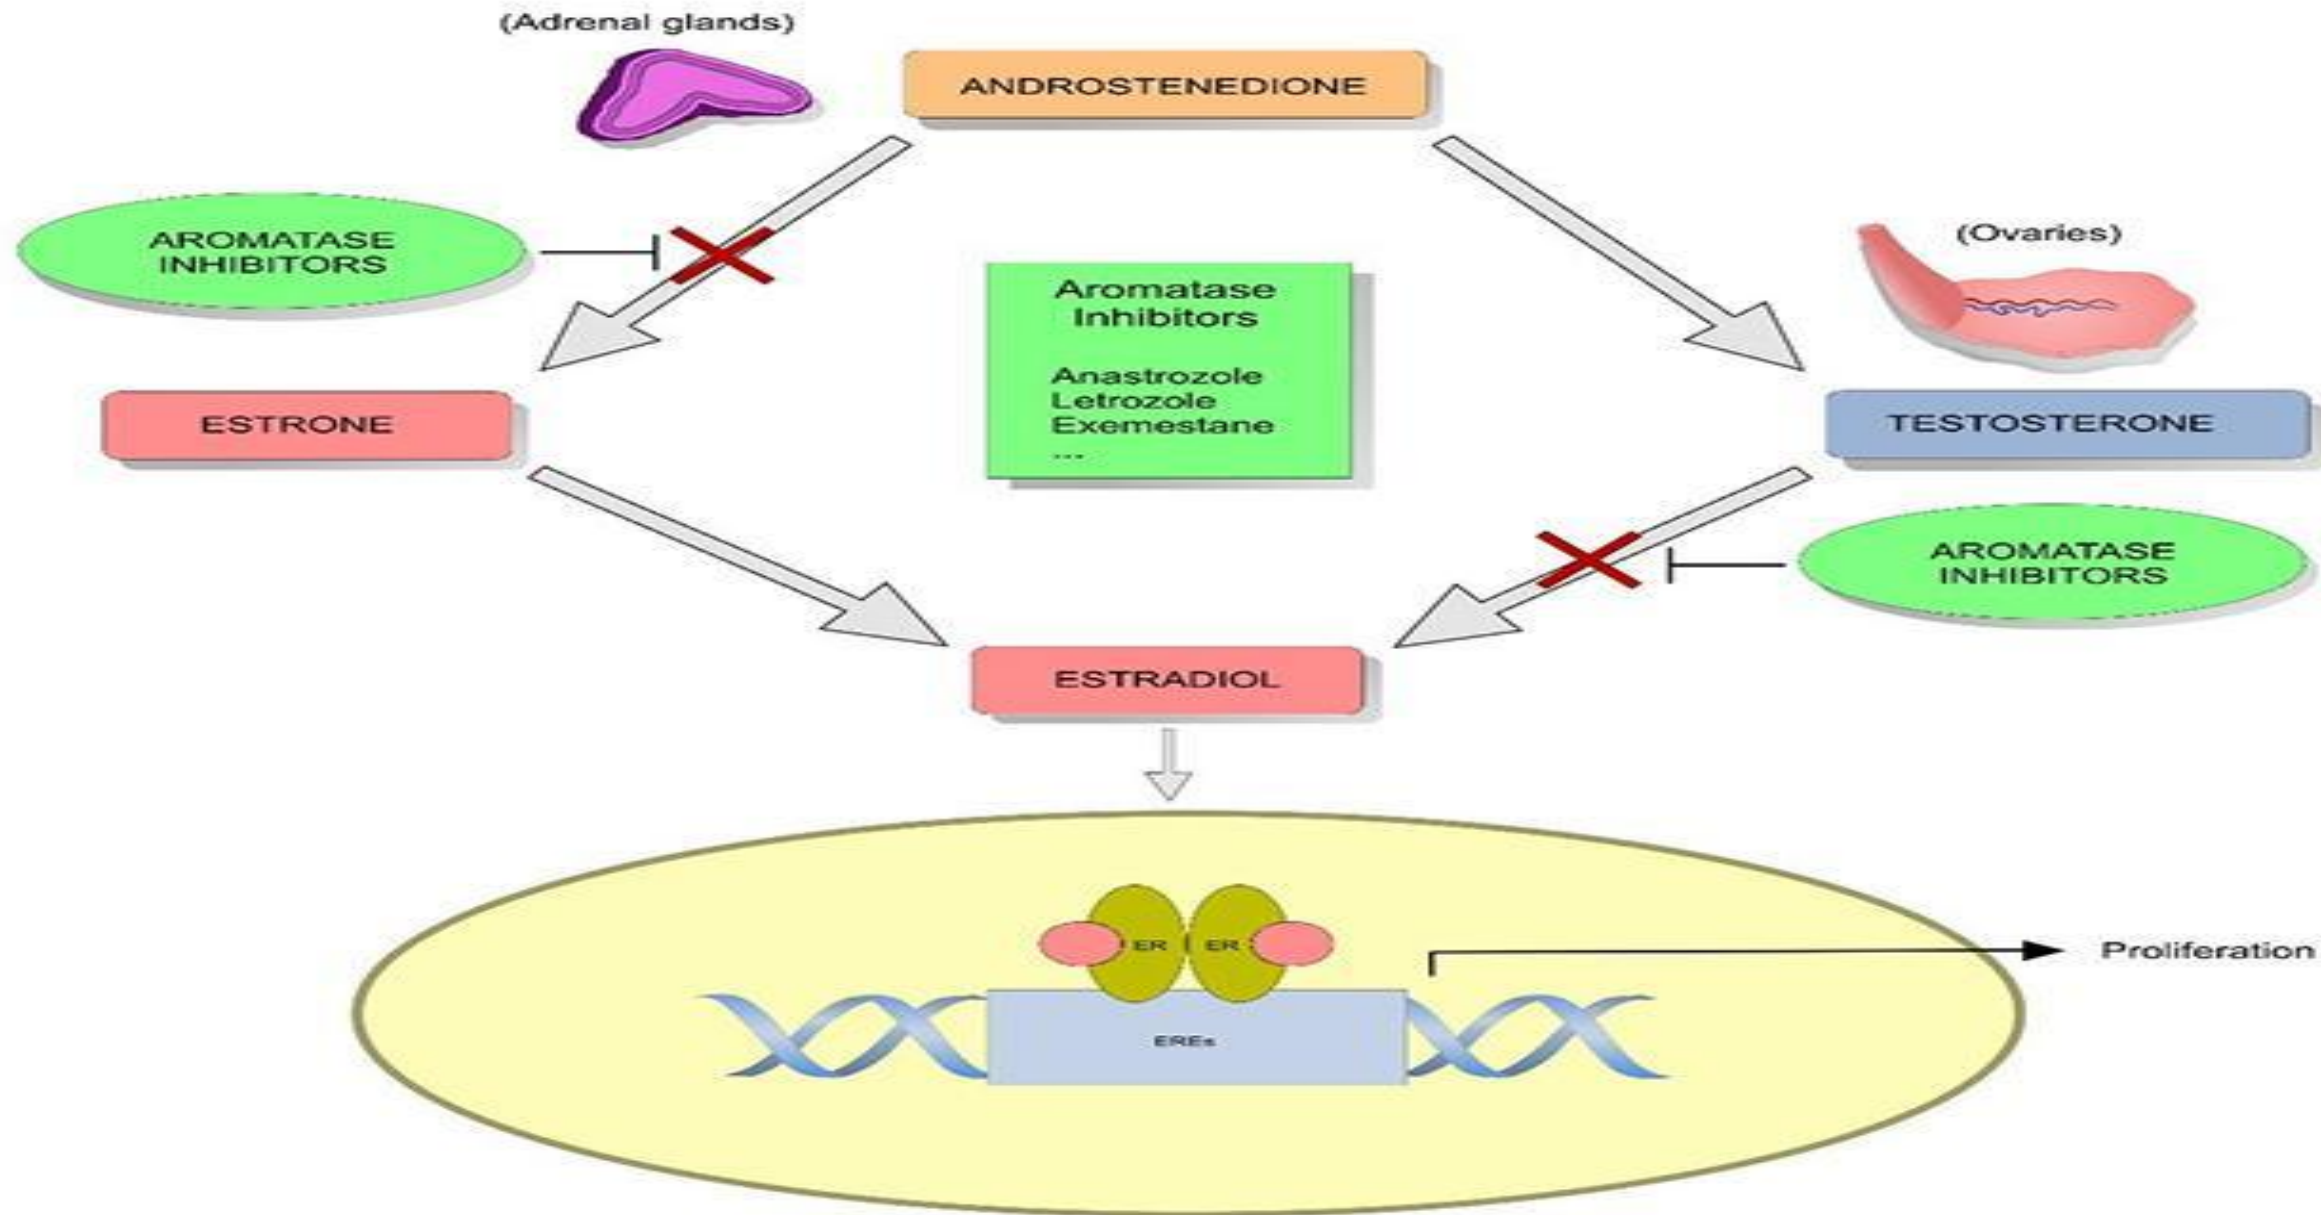 (Adrenal glands)
ANDROSTENEDIONE
AROMATASE
INHIBITORS
(Ovaries)
Aromatase
Inhibitors
Anastrozole
Letrozole
Exemestane
...
ESTRONE
TESTOSTERONE
AROMATASE
INHIBITORS
ESTRADIOL
ER
ER
Proliferation
EREs